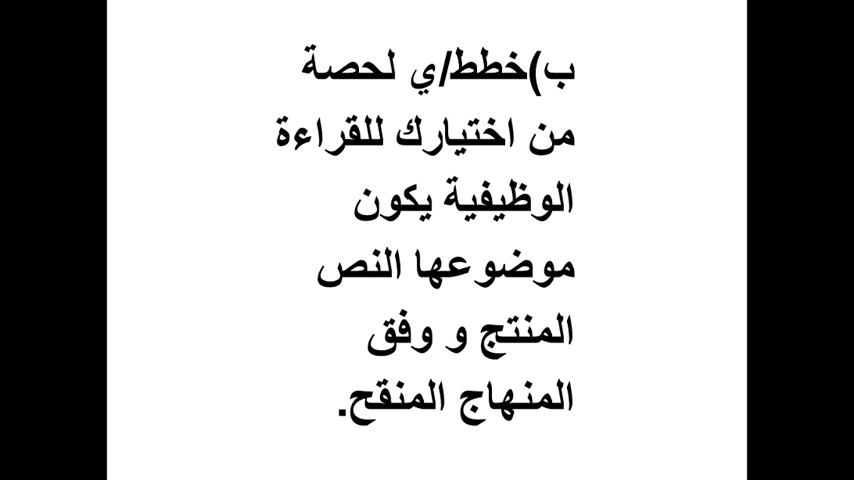 ب)خطط/ي لحصة
من اختيارك للقراءة
الوظيفية يكون
موضوعها النص
المنتج و وفق
المنهاج المنقح.